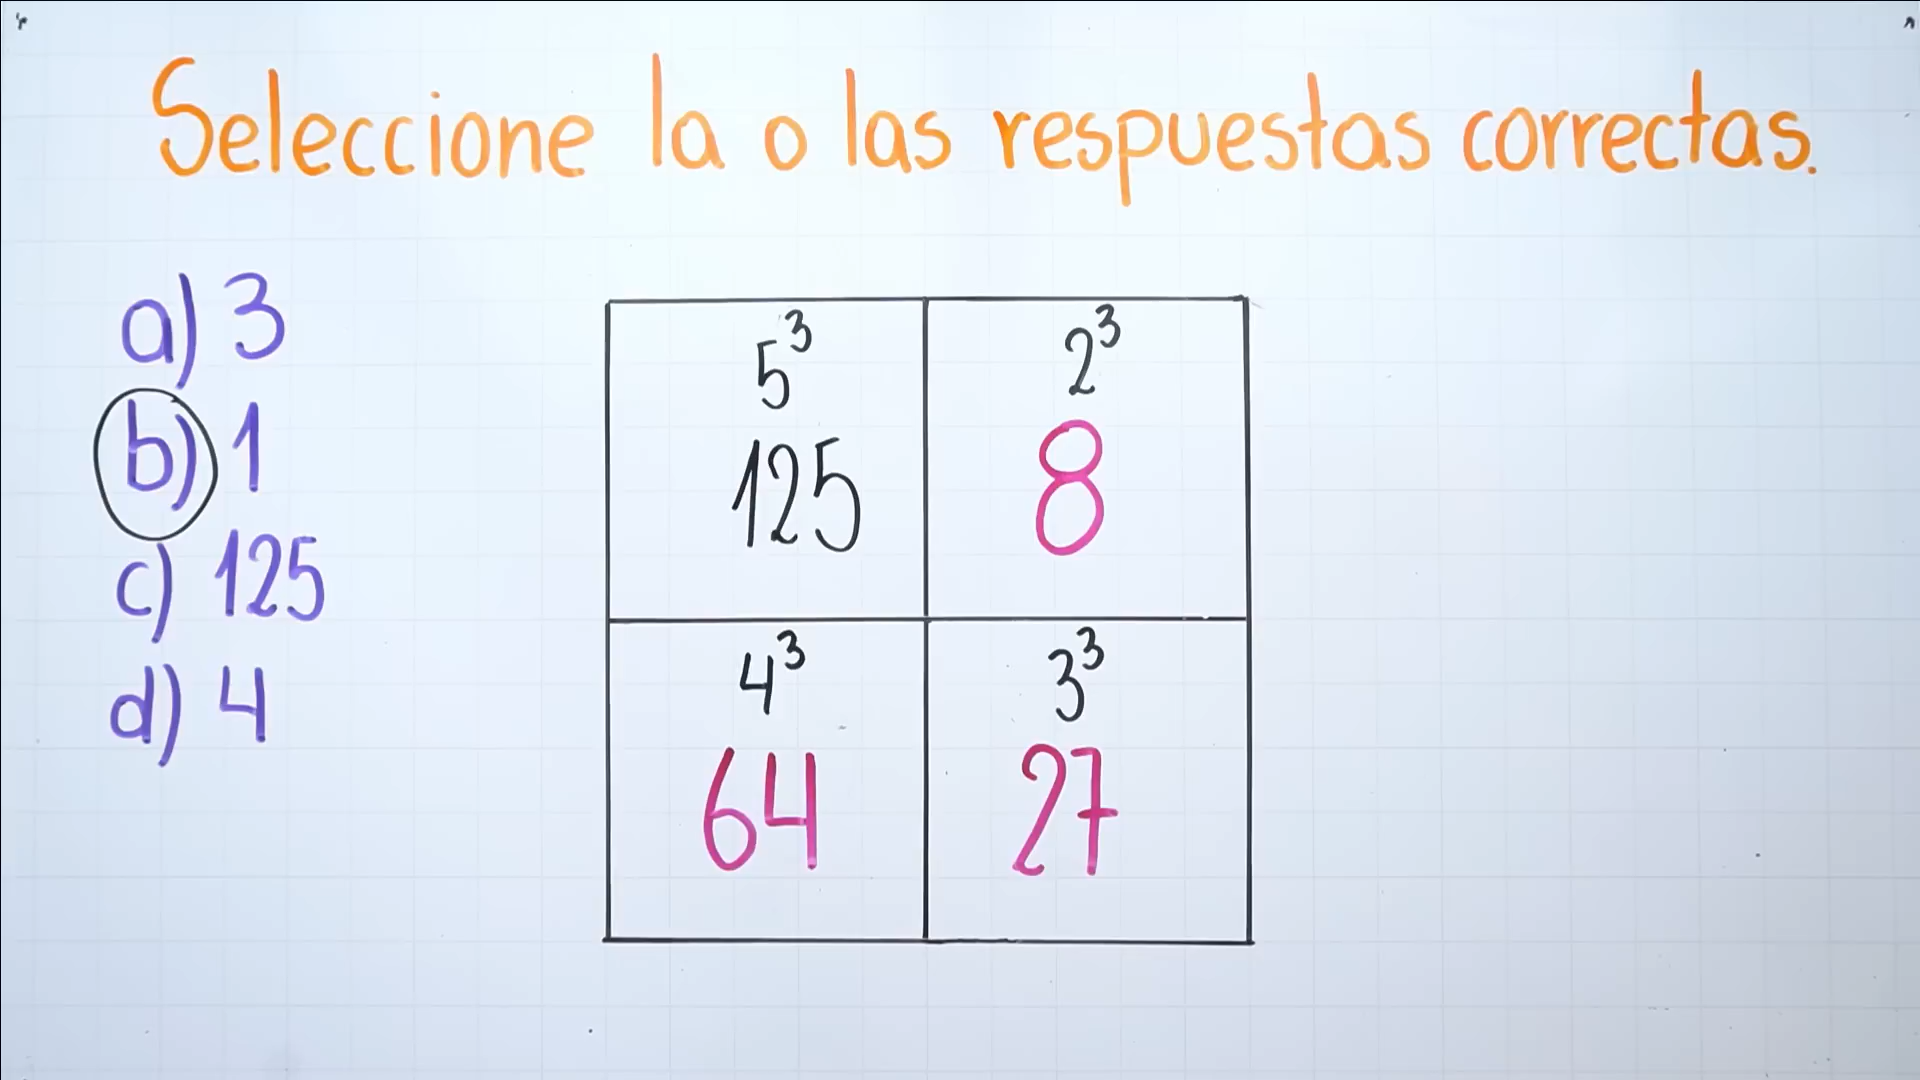 Seleccione la o las respuestas correctas.
a) 3
b) 1
c) 125
d) 4
5³ 2³
125 8
4³ 3³
64 27